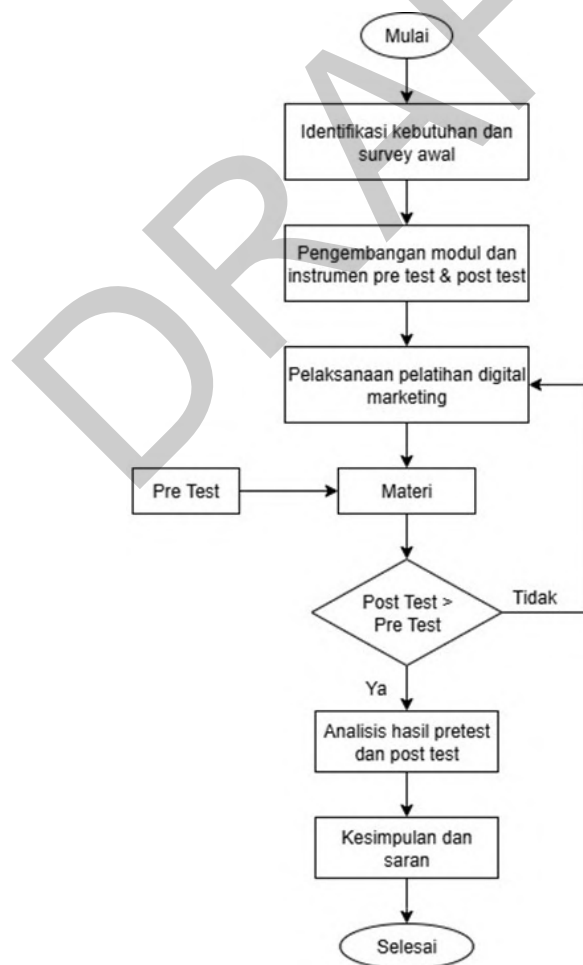 Mulai
Identifikasi kebutuhan dan
survey awal
Pengembangan modul dan
instrumen pre test & post test
Pelaksanaan pelatihan digital
marketing
Pre Test
Materi
Post Test >
Pre Test
Tidak
Ya
Analisis hasil pretest
dan post test
Kesimpulan dan
saran
Selesai